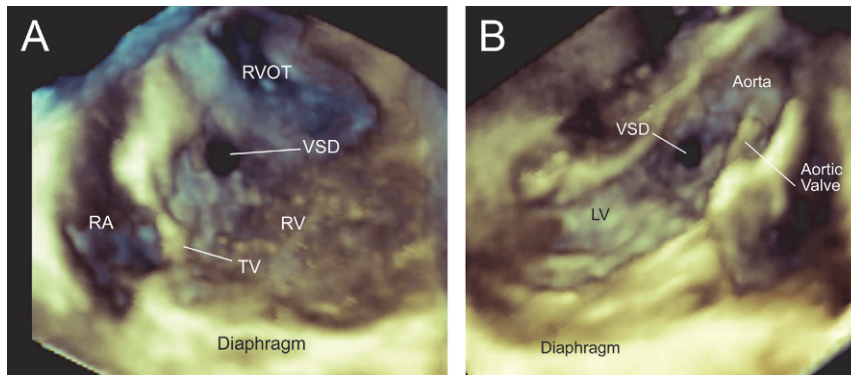 A
RVOT
VSD
RA
RV
TV
Diaphragm
B
Aorta
VSD
Aortic
Valve
LV
Diaphragm